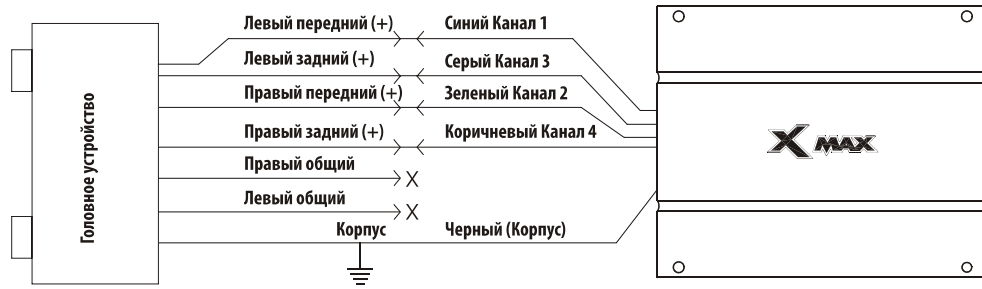 Левый передний (+) Синий Канал 1
Левый задний (+) Серый Канал 3
Правый передний (+) Зеленый Канал 2
Правый задний (+) Коричневый Канал 4
Правый общий X
Левый общий X
Корпус Черный (Корпус)
Головное устройство
X MAX